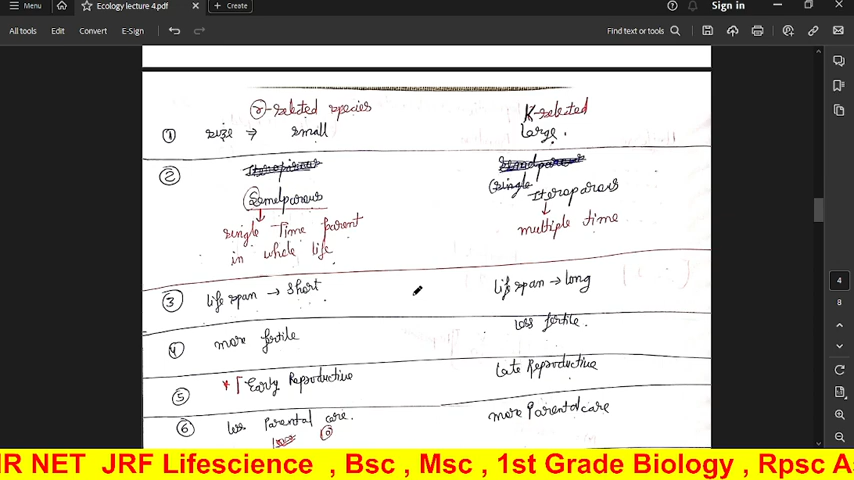 Menu
Ecology lecture 4.pdf
Create
Sign in
All tools Edit Convert E-Sign
Find text or tools
r-selected species K-selected
① size ⇒ small large.
②
Semelparous (single Iteroparous
↓ ↓
single Time parent multiple time
in whole life
③ life span → short life span → long
4 more fertile less fertile.
⑤ * Early Reproductive Late Reproductive
⑥ less Parental care. more Parental care
4
8
IR NET JRF Lifescience , Bsc , Msc , 1st Grade Biology , Rpsc As